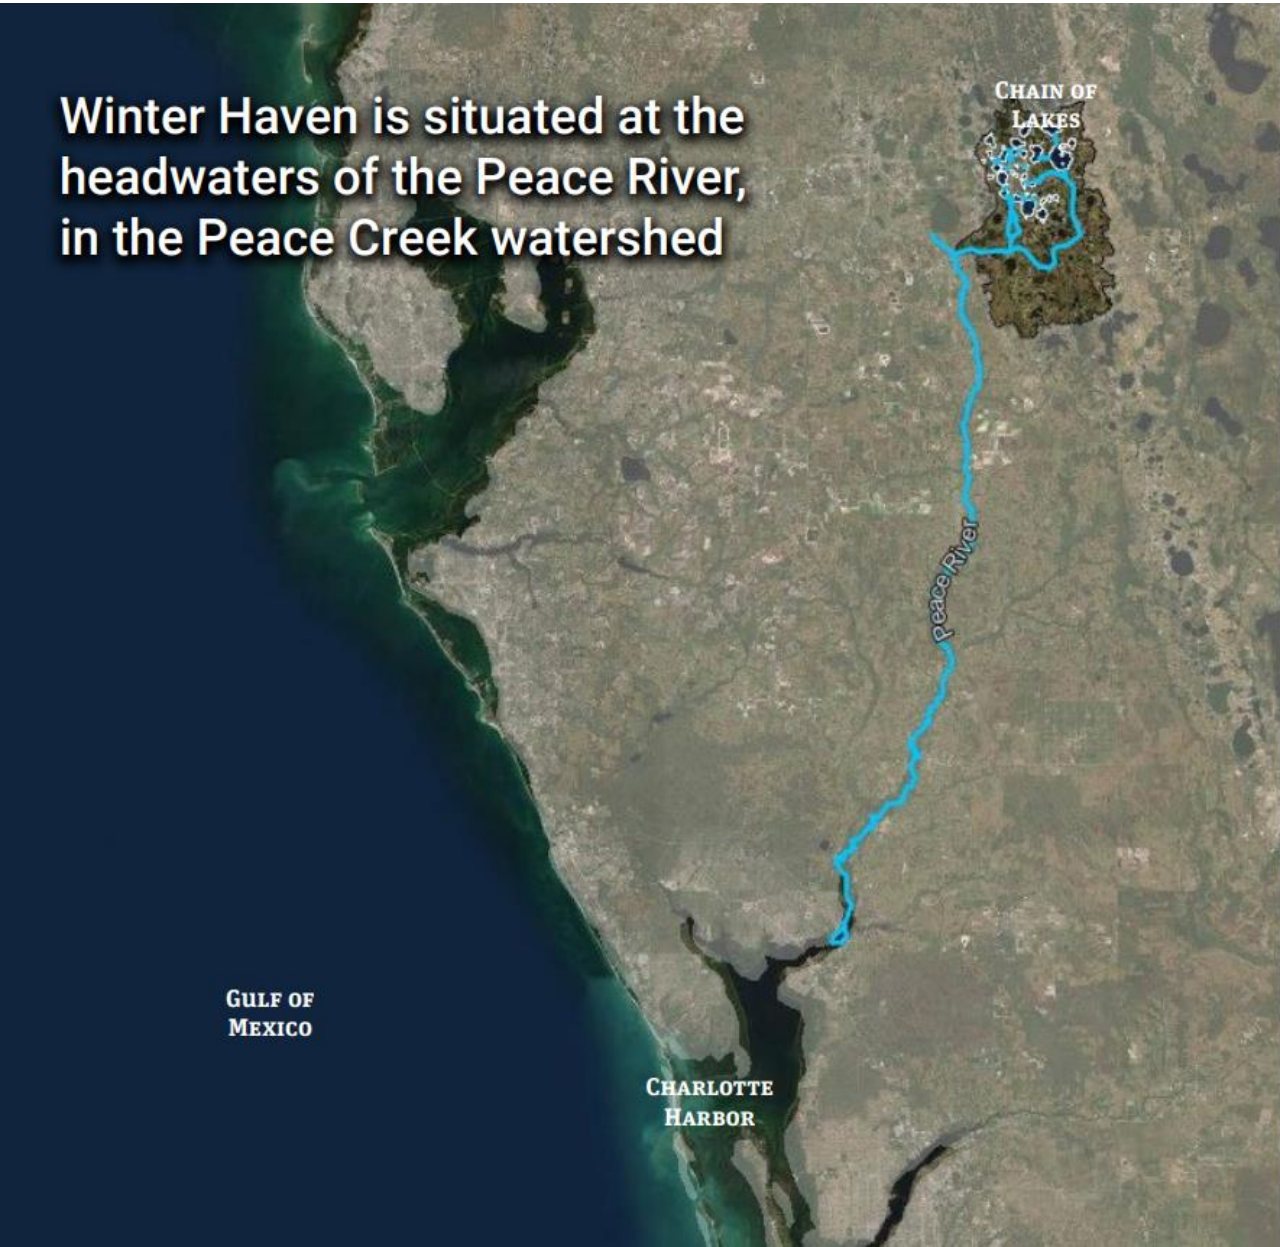 Winter Haven is situated at the
headwaters of the Peace River,
in the Peace Creek watershed
CHAIN OF
LAKES
Peace River
GULF OF
MEXICO
CHARLOTTE
HARBOR